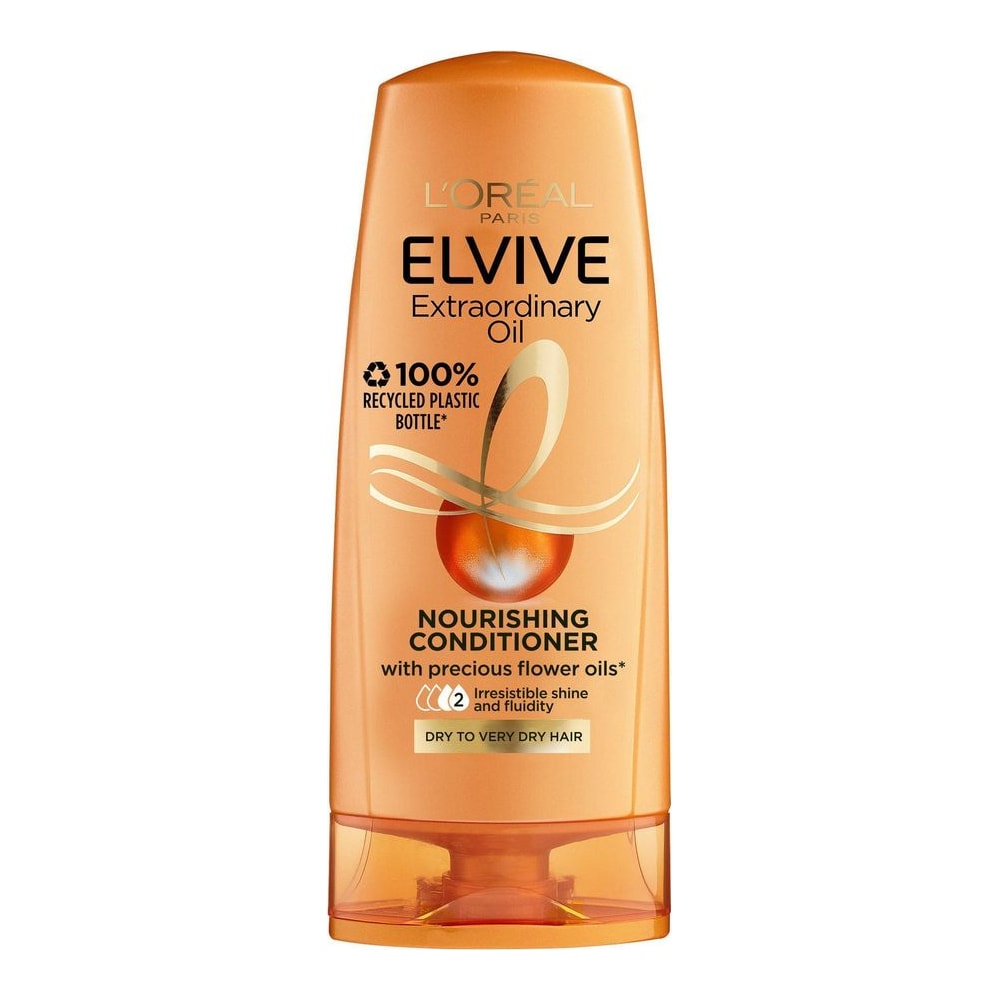 L'ORÉAL
PARIS
ELVIVE
Extraordinary
Oil
100%
RECYCLED PLASTIC
BOTTLE*
NOURISHING
CONDITIONER
with precious flower oils*
2 Irresistible shine
and fluidity
DRY TO VERY DRY HAIR